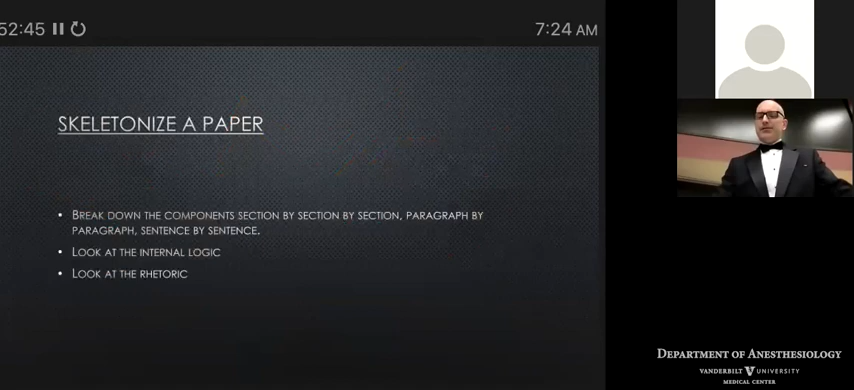 52:45
7:24 AM
SKELETONIZE A PAPER
• BREAK DOWN THE COMPONENTS SECTION BY SECTION BY SECTION, PARAGRAPH BY
PARAGRAPH, SENTENCE BY SENTENCE.
• LOOK AT THE INTERNAL LOGIC
• LOOK AT THE RHETORIC
DEPARTMENT OF ANESTHESIOLOGY
VANDERBILT UNIVERSITY
MEDICAL CENTER